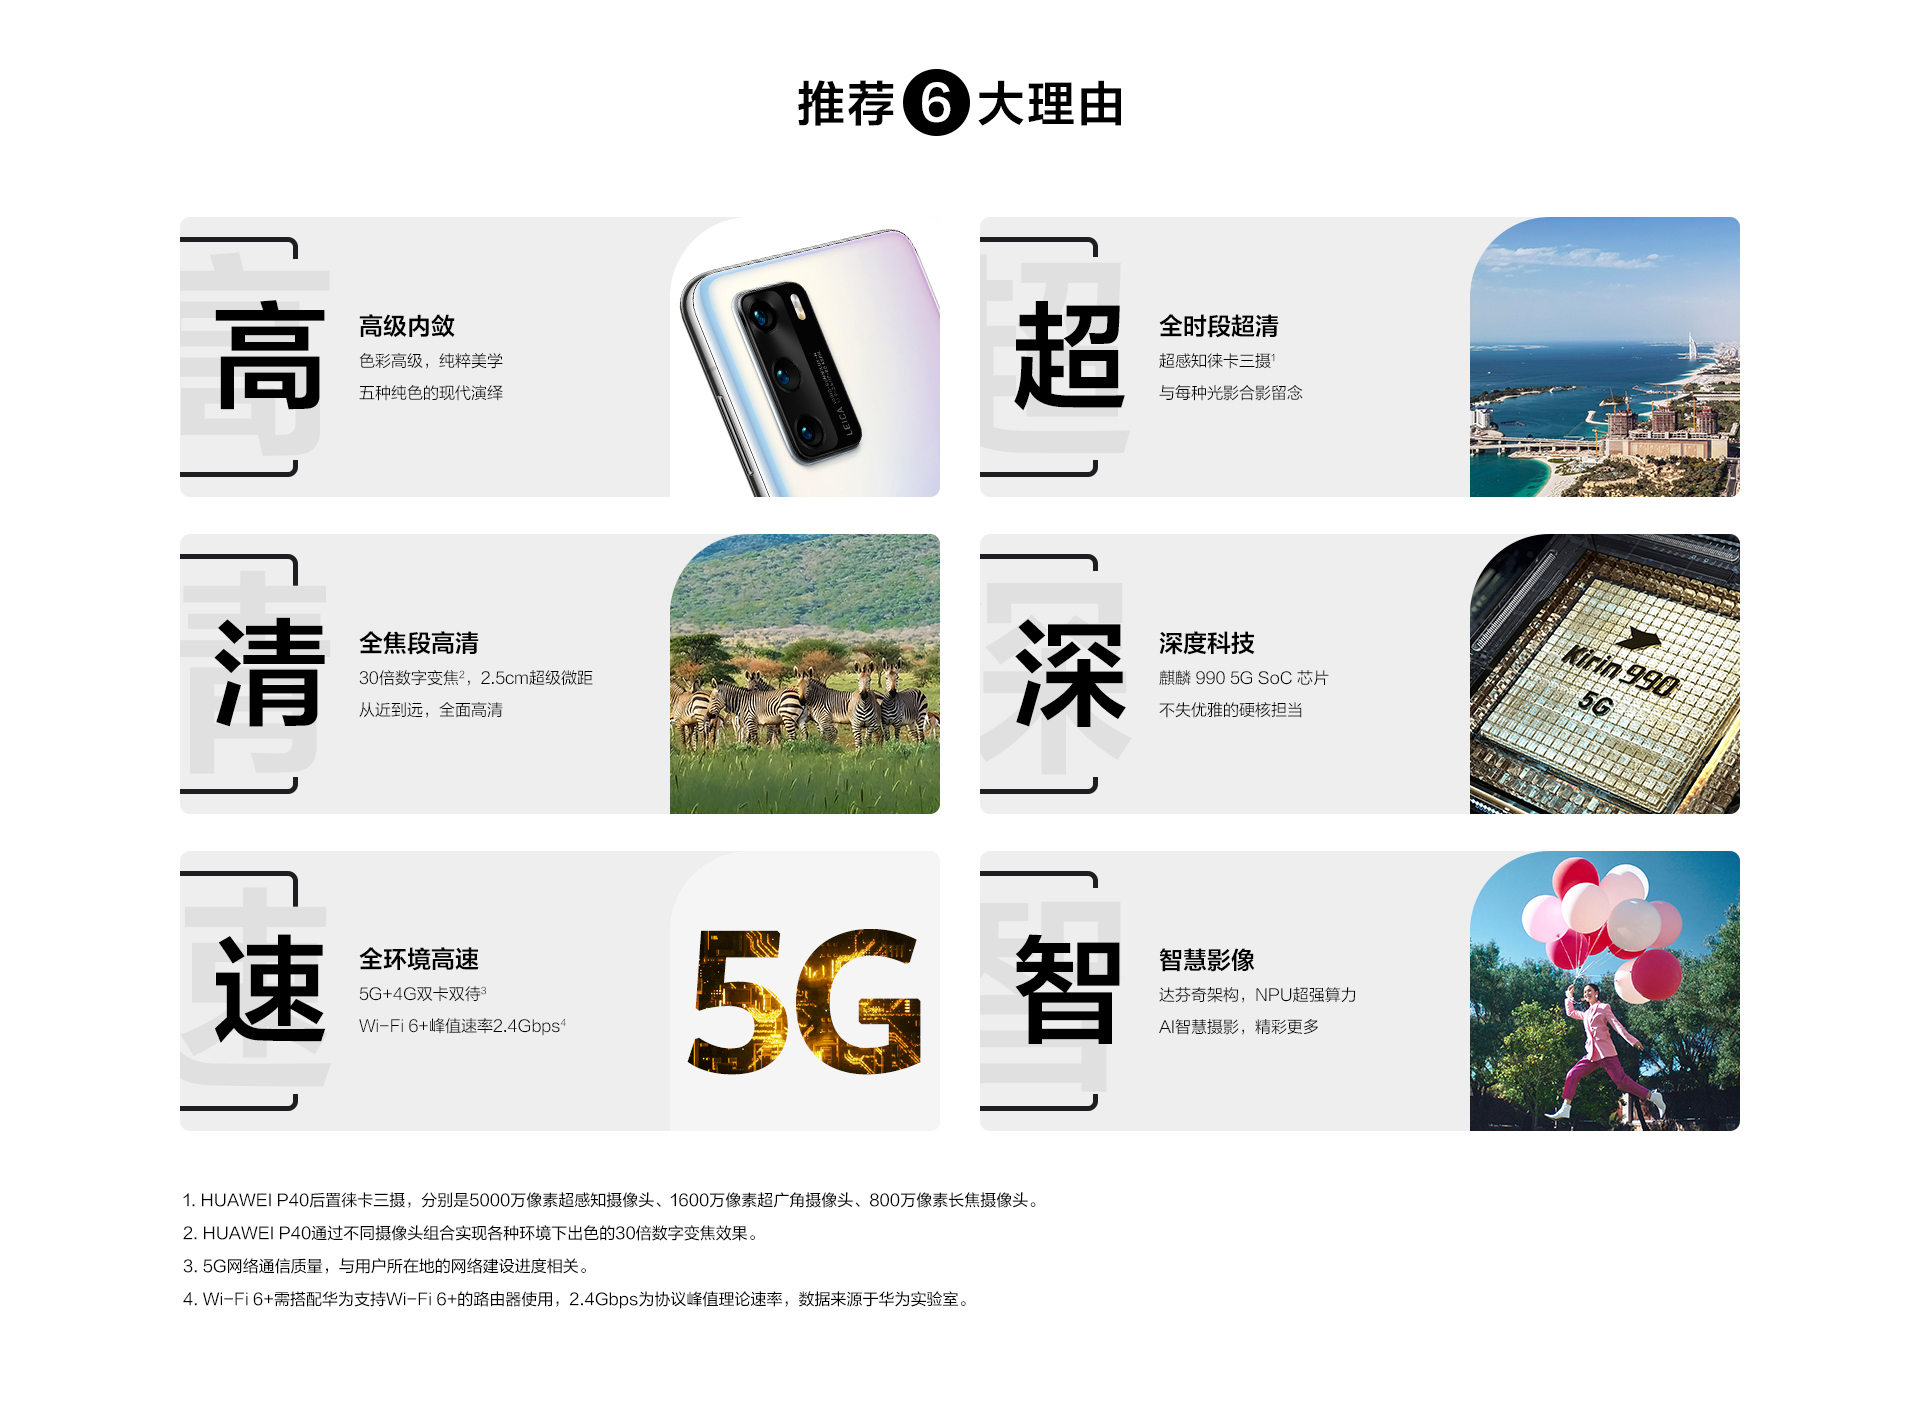 推荐6大理由
高
高级内敛
色彩高级，纯粹美学
五种纯色的现代演绎
LEICA
超
全时段超清
超感知徕卡三摄1
与每种光影合影留念
清
全焦段高清
30倍数字变焦2，2.5cm超级微距
从近到远，全面高清
深
深度科技
麒麟 990 5G SoC 芯片
不失优雅的硬核担当
Kirin 990
5G
速
全环境高速
5G+4G双卡双待3
Wi-Fi 6+峰值速率2.4Gbps4
5G
智
智慧影像
达芬奇架构，NPU超强算力
AI智慧摄影，精彩更多
1. HUAWEI P40后置徕卡三摄，分别是5000万像素超感知摄像头、1600万像素超广角摄像头、800万像素长焦摄像头。
2. HUAWEI P40通过不同摄像头组合实现各种环境下出色的30倍数字变焦效果。
3. 5G网络通信质量，与用户所在地的网络建设进度相关。
4. Wi-Fi 6+需搭配华为支持Wi-Fi 6+的路由器使用，2.4Gbps为协议峰值理论速率，数据来源于华为实验室。